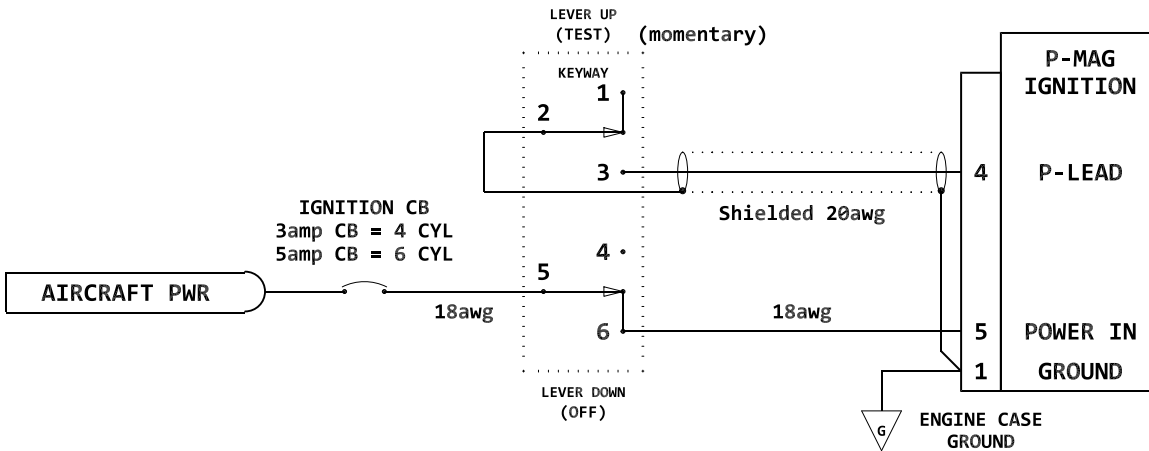 LEVER UP
(TEST)
(momentary)
KEYWAY
1
2
3
4
5
6
P-MAG
IGNITION
4 P-LEAD
Shielded 20awg
IGNITION CB
3amp CB = 4 CYL
5amp CB = 6 CYL
AIRCRAFT PWR
18awg
18awg
5 POWER IN
1 GROUND
LEVER DOWN
(OFF)
G
ENGINE CASE
GROUND